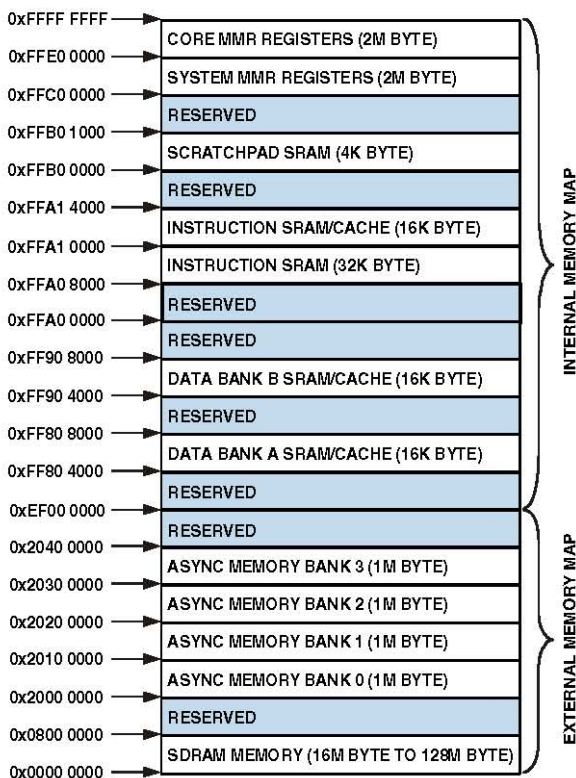 0xFFFF FFFF
CORE MMR REGISTERS (2M BYTE)
0xFFE0 0000
SYSTEM MMR REGISTERS (2M BYTE)
0xFFC0 0000
RESERVED
0xFFB0 1000
SCRATCHPAD SRAM (4K BYTE)
0xFFB0 0000
RESERVED
0xFFA1 4000
INSTRUCTION SRAM/CACHE (16K BYTE)
0xFFA1 0000
INSTRUCTION SRAM (32K BYTE)
0xFFA0 8000
RESERVED
0xFFA0 0000
RESERVED
0xFF90 8000
DATA BANK B SRAM/CACHE (16K BYTE)
0xFF90 4000
RESERVED
0xFF80 8000
DATA BANK A SRAM/CACHE (16K BYTE)
0xFF80 4000
RESERVED
0xEF00 0000
RESERVED
0x2040 0000
ASYNC MEMORY BANK 3 (1M BYTE)
0x2030 0000
ASYNC MEMORY BANK 2 (1M BYTE)
0x2020 0000
ASYNC MEMORY BANK 1 (1M BYTE)
0x2010 0000
ASYNC MEMORY BANK 0 (1M BYTE)
0x2000 0000
RESERVED
0x0800 0000
SDRAM MEMORY (16M BYTE TO 128M BYTE)
0x0000 0000
INTERNAL MEMORY MAP
EXTERNAL MEMORY MAP